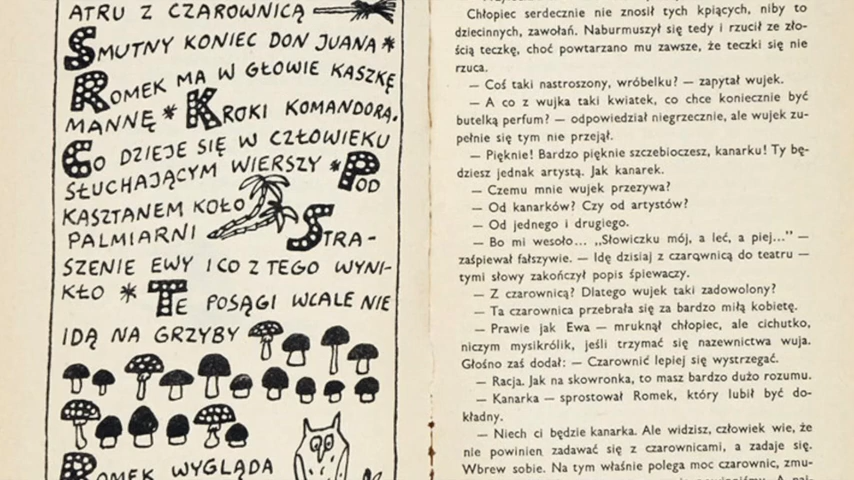 ATRU Z CZAROWNICĄ
SMUTNY KONIEC DON JUANA *
ROMEK MA W GŁOWIE KASZKĘ
MANNĘ * KROKI KOMANDORA.
CO DZIEJE SIĘ W CZŁOWIEKU
SŁUCHAJĄCYM WIERSZY * POD
KASZTANEM KOŁO
PALMIARNI STRA-
SZENIE EWY I CO Z TEGO WYNI-
KŁO * TE POSĄGI WCALE NIE
IDĄ NA GRZYBY
ROMEK WYGLĄDA
Chłopiec serdecznie nie znosił tych kpiących, niby to
dziecinnych, zawołań. Naburmuszył się tedy i rzucił ze zło-
ścią teczkę, choć powtarzano mu zawsze, że teczki się nie
rzuca.
— Coś taki nastroszony, wróbelku? — zapytał wujek.
— A co z wujka taki kwiatek, co chce koniecznie być
butelką perfum? — odpowiedział niegrzecznie, ale wujek zu-
pełnie się tym nie przejął.
— Pięknie! Bardzo pięknie szczebioczesz, kanarku! Ty bę-
dziesz jednak artystą. Jak kanarek.
— Czemu mnie wujek przezywa?
— Od kanarków? Czy od artystów?
— Od jednego i drugiego.
— Bo mi wesoło... „Słowiczku mój, a leć, a piej..." —
zaśpiewał fałszywie. — Idę dzisiaj z czarownicą do teatru —
tymi słowy zakończył popis śpiewaczy.
— Z czarownicą? Dlatego wujek taki zadowolony?
— Ta czarownica przebrała się za bardzo miłą kobietę.
— Prawie jak Ewa — mruknął chłopiec, ale cichutko,
niczym mysikrólik, jeśli trzymać się nazewnictwa wuja.
Głośno zaś dodał: — Czarownić lepiej się wystrzegać.
— Racja. Jak na skowronka, to masz bardzo dużo rozumu.
— Kanarka — sprostował Romek, który lubił być do-
kładny.
— Niech ci będzie kanarka. Ale widzisz, człowiek wie, że
nie powinien zadawać się z czarownicami, a zadaje się.
Wbrew sobie. Na tym właśnie polega moc czarownic, zmu-